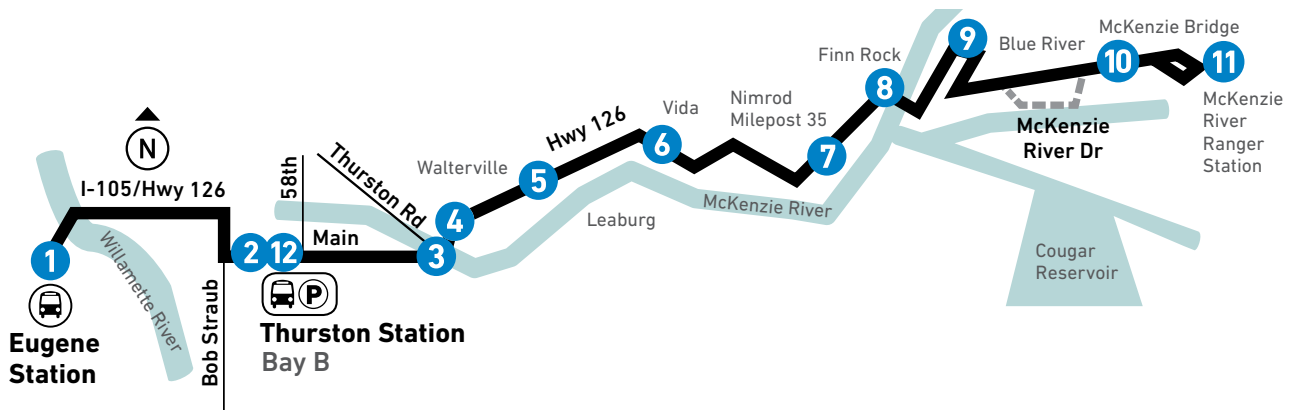 McKenzie Bridge
9
Blue River
10
11
Finn Rock
8
McKenzie
River
Ranger
Station
McKenzie
River Dr
Hwy 126
Vida
6
Nimrod
Milepost 35
7
Walterville
5
Thurston Rd
4
58th
N
I-105/Hwy 126
McKenzie River
Leaburg
Main
3
1
2
12
Willamette River
Cougar
Reservoir
P
Bob Straub
Thurston Station
Bay B
Eugene
Station